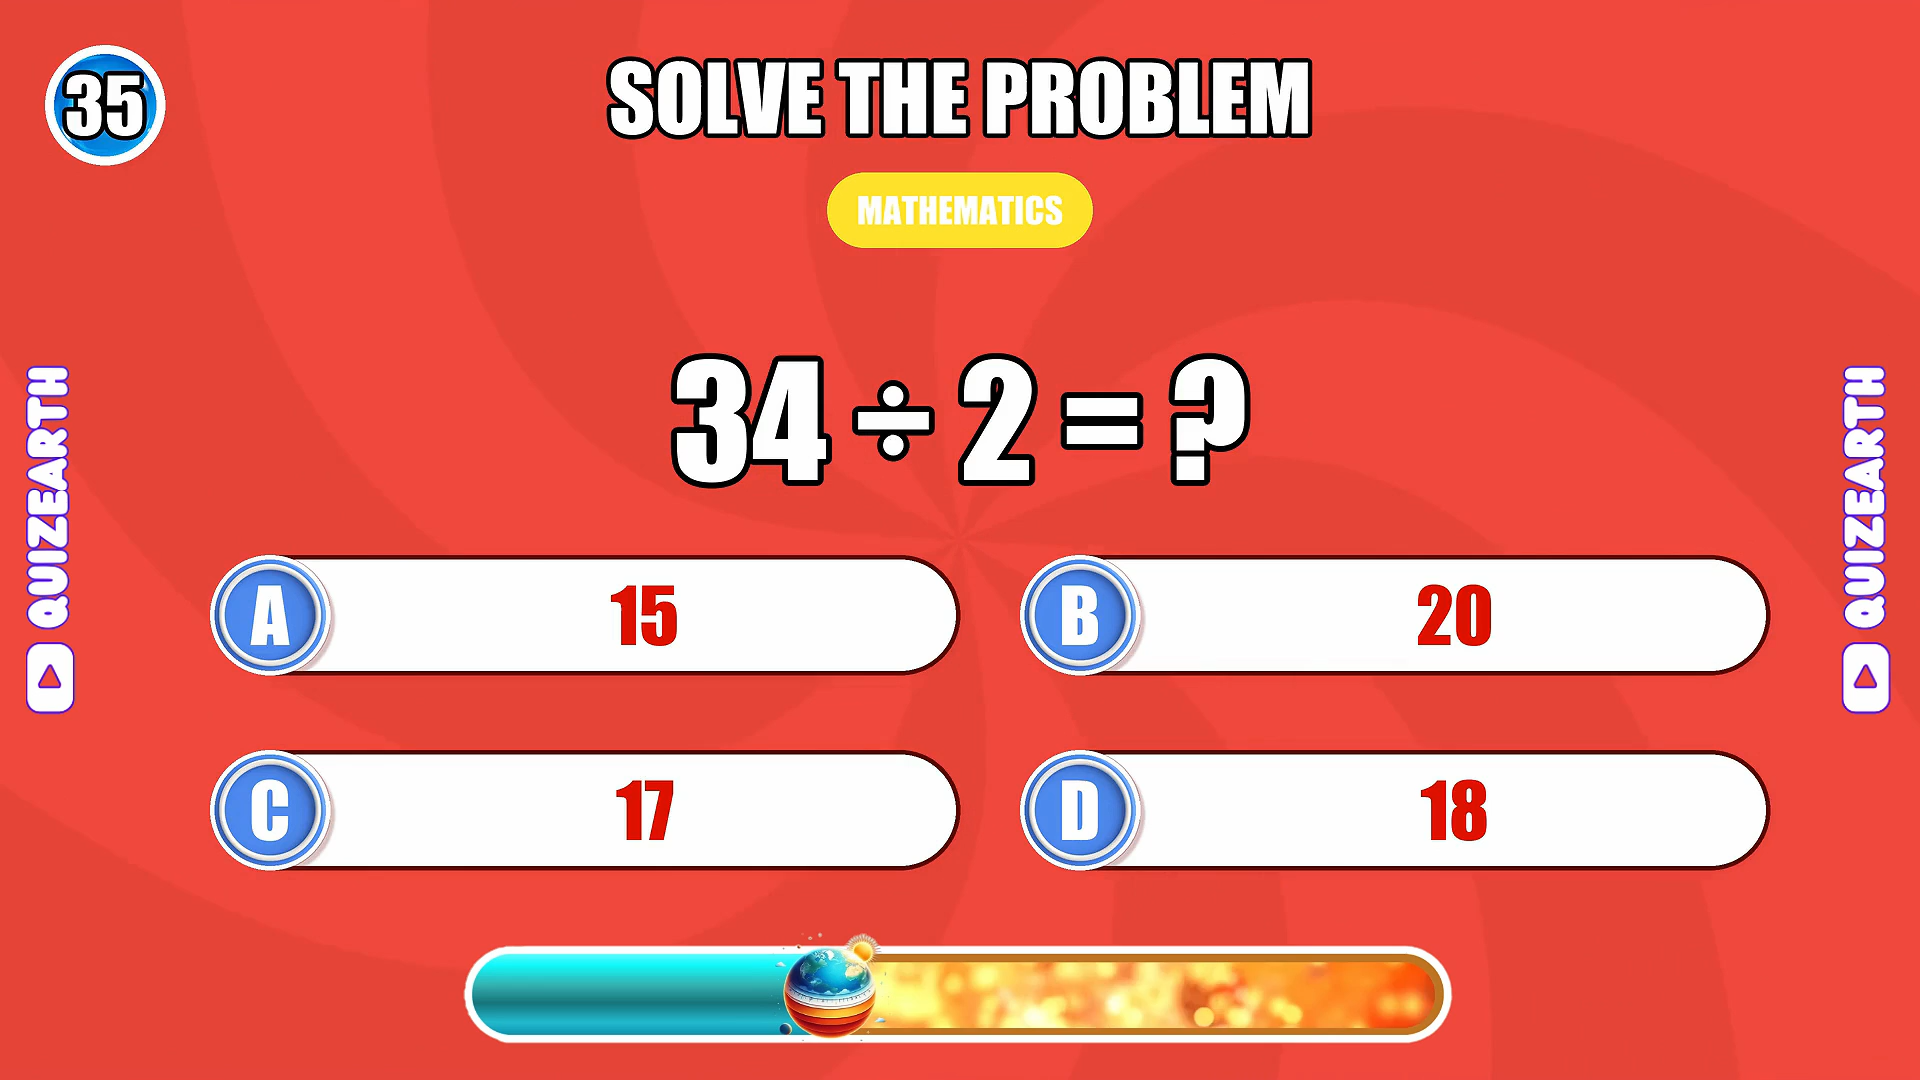 35
SOLVE THE PROBLEM
MATHEMATICS
34 ÷ 2 = ?
A 15
B 20
C 17
D 18
QUIZEARTH
QUIZEARTH